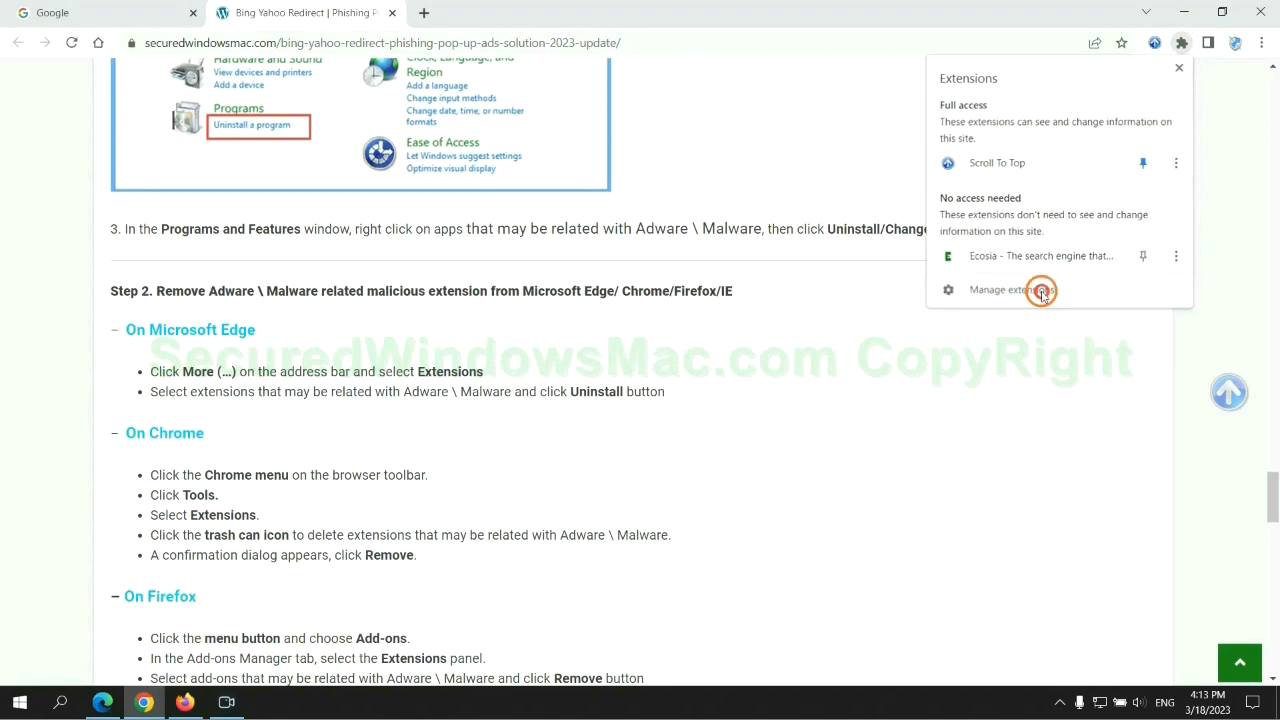 Google
Bing Yahoo Redirect | Phishing P
securedwindowsmac.com/bing-yahoo-redirect-phishing-pop-up-ads-solution-2023-update/
Hardware and Sound
View devices and printers
Add a device
Programs
Uninstall a program
Clock, Language, and
Region
Add a language
Change input methods
Change date, time, or number
formats
Ease of Access
Let Windows suggest settings
Optimize visual display
Extensions
Full access
These extensions can see and change information on
this site.
Scroll To Top
No access needed
These extensions don't need to see and change
information on this site.
Ecosia - The search engine that...
Manage extensions
3. In the Programs and Features window, right click on apps that may be related with Adware \ Malware, then click Uninstall/Change
Step 2. Remove Adware \ Malware related malicious extension from Microsoft Edge/ Chrome/Firefox/IE
– On Microsoft Edge
SecuredWindowsMac.com CopyRight
• Click More (...) on the address bar and select Extensions
• Select extensions that may be related with Adware \ Malware and click Uninstall button
– On Chrome
• Click the Chrome menu on the browser toolbar.
• Click Tools.
• Select Extensions.
• Click the trash can icon to delete extensions that may be related with Adware \ Malware.
• A confirmation dialog appears, click Remove.
– On Firefox
• Click the menu button and choose Add-ons.
• In the Add-ons Manager tab, select the Extensions panel.
• Select add-ons that may be related with Adware \ Malware and click Remove button
ENG
4:13 PM
3/18/2023